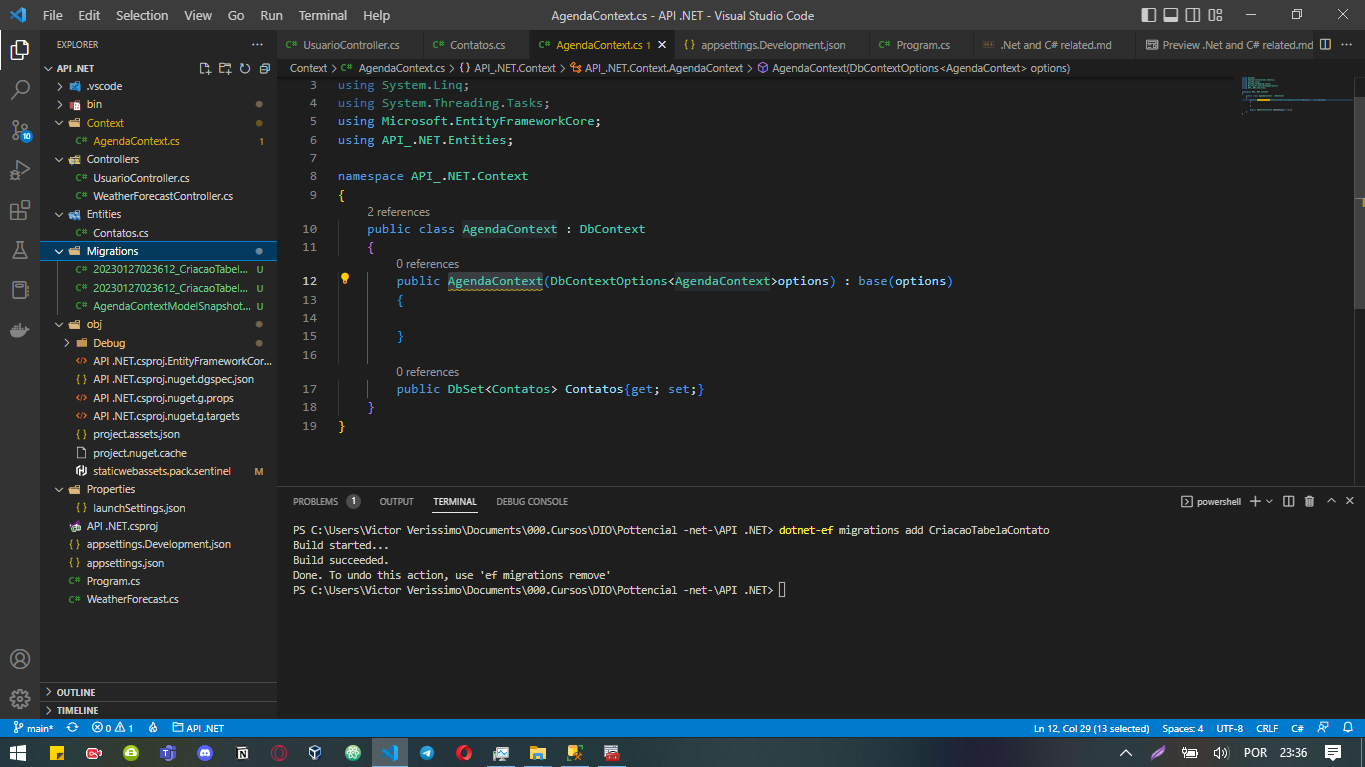 File Edit Selection View Go Run Terminal Help AgendaContext.cs - API .NET - Visual Studio Code
EXPLORER
API .NET
.vscode
bin
Context
AgendaContext.cs 1
Controllers
UsuarioController.cs
WeatherForecastController.cs
Entities
Contatos.cs
Migrations
20230127023612_CriacaoTabel... U
20230127023612_CriacaoTabel... U
AgendaContextModelSnapshot... U
obj
Debug
API .NET.csproj.EntityFrameworkCor...
API .NET.csproj.nuget.dgspec.json
API .NET.csproj.nuget.g.props
API .NET.csproj.nuget.g.targets
project.assets.json
project.nuget.cache
staticwebassets.pack.sentinel M
Properties
launchSettings.json
API .NET.csproj
appsettings.Development.json
appsettings.json
Program.cs
WeatherForecast.cs
OUTLINE
TIMELINE
UsuarioController.cs Contatos.cs AgendaContext.cs 1 appsettings.Development.json Program.cs .Net and C# related.md Preview .Net and C# related.md
Context > AgendaContext.cs > {} API_.NET.Context > API_.NET.Context.AgendaContext > AgendaContext(DbContextOptions<AgendaContext> options)
3 using System.Linq;
4 using System.Threading.Tasks;
5 using Microsoft.EntityFrameworkCore;
6 using API_.NET.Entities;
7
8 namespace API_.NET.Context
9 {
2 references
10 public class AgendaContext : DbContext
11 {
0 references
12 public AgendaContext(DbContextOptions<AgendaContext>options) : base(options)
13 {
14
15 }
16
0 references
17 public DbSet<Contatos> Contatos{get; set;}
18 }
19 }
PROBLEMS 1 OUTPUT TERMINAL DEBUG CONSOLE powershell
PS C:\Users\Victor Verissimo\Documents\000.Cursos\DIO\Pottencial -net-\API .NET> dotnet-ef migrations add CriacaoTabelaContato
Build started...
Build succeeded.
Done. To undo this action, use 'ef migrations remove'
PS C:\Users\Victor Verissimo\Documents\000.Cursos\DIO\Pottencial -net-\API .NET>
main* 0 1 API .NET Ln 12, Col 29 (13 selected) Spaces: 4 UTF-8 CRLF C#
POR 23:36